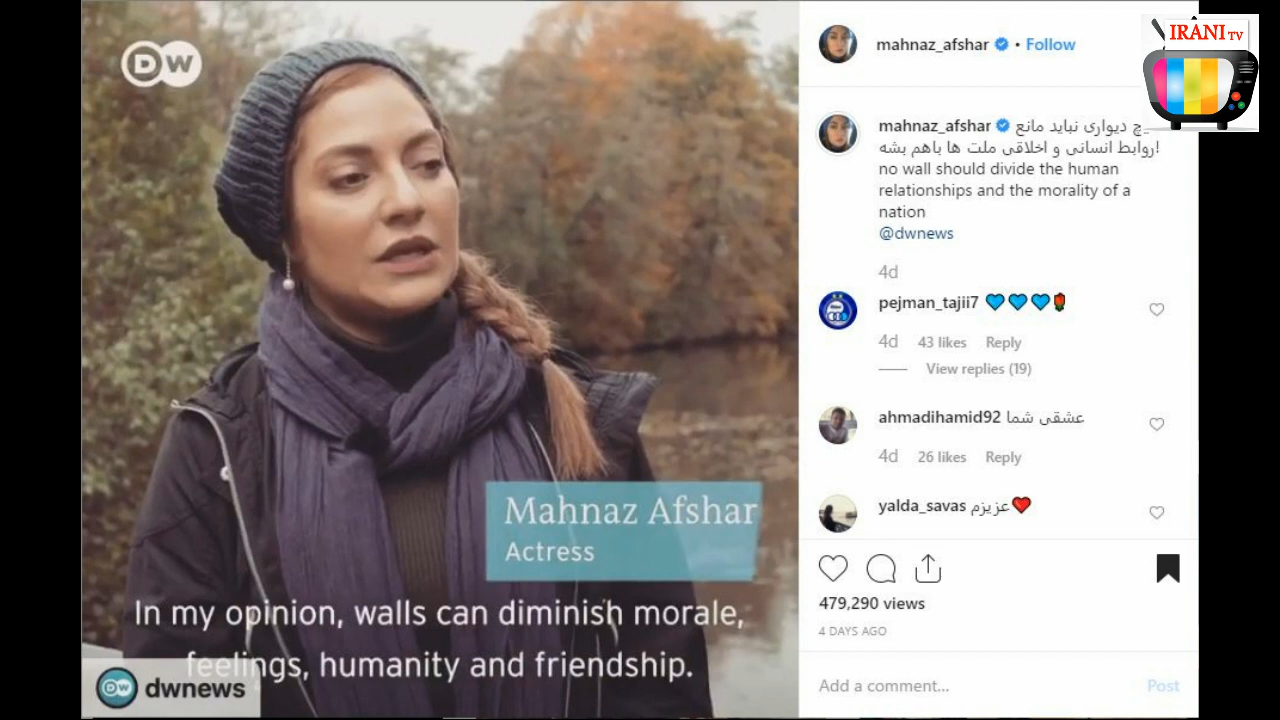 DW
Mahnaz Afshar
Actress
In my opinion, walls can diminish morale,
feelings, humanity and friendship.
DW dwnews
mahnaz_afshar • Follow
IRANI TV
mahnaz_afshar دیواری نباید مانع
روابط انسانی و اخلاقی ملت ها باهم بشه!
no wall should divide the human
relationships and the morality of a
nation
@dwnews
4d
pejman_tajii7 💙💙💙🌹
4d 43 likes Reply
View replies (19)
ahmadihamid92 عشقی شما
4d 26 likes Reply
yalda_savas عزیزم❤️
479,290 views
4 DAYS AGO
Add a comment... Post